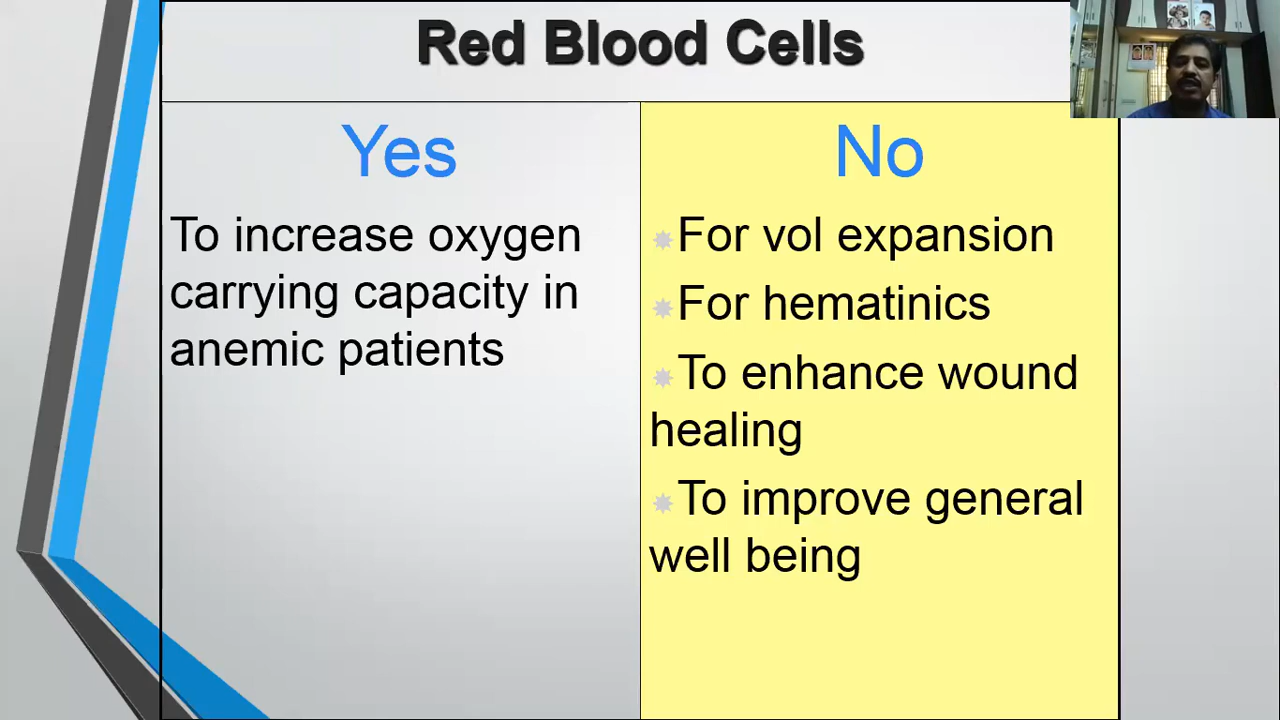 Red Blood Cells
Yes
To increase oxygen
carrying capacity in
anemic patients
No
For vol expansion
For hematinics
To enhance wound
healing
To improve general
well being